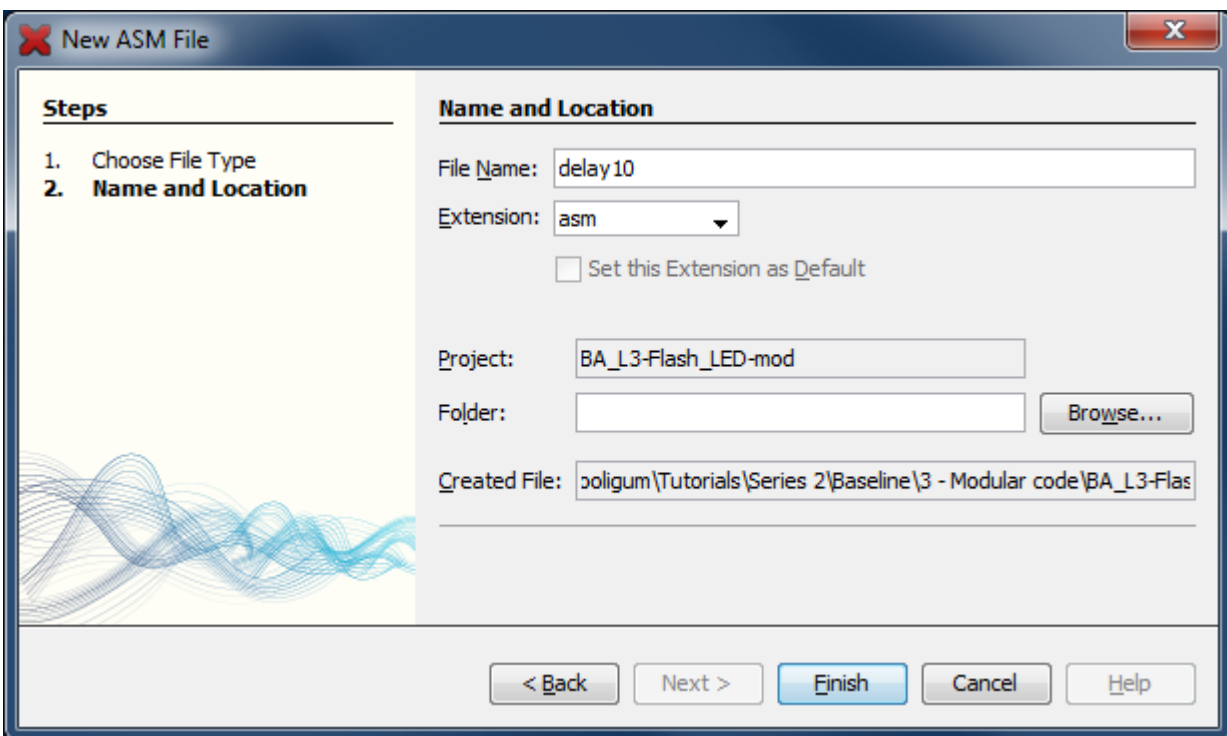 New ASM File
Steps
1. Choose File Type
2. Name and Location
Name and Location
File Name: delay10
Extension: asm
Set this Extension as Default
Project: BA_L3-Flash_LED-mod
Folder:
Browse...
Created File: ooligum\Tutorials\Series 2\Baseline\3 - Modular code\BA_L3-Flas
< Back Next > Finish Cancel Help